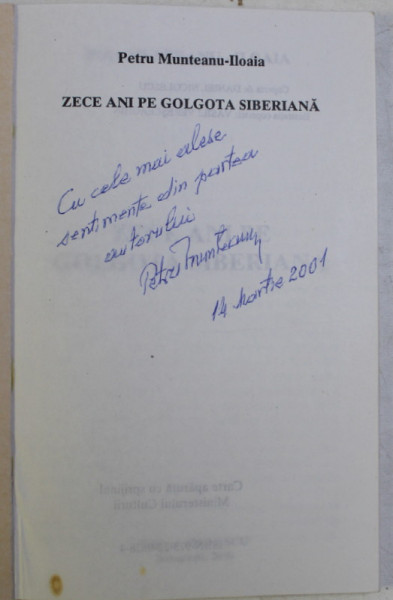 Petru Munteanu-Iloaia
ZECE ANI PE GOLGOTA SIBERIANĂ
Cu cele mai alese
sentimente din partea
autorului
Petru Munteanu
14 martie 2001